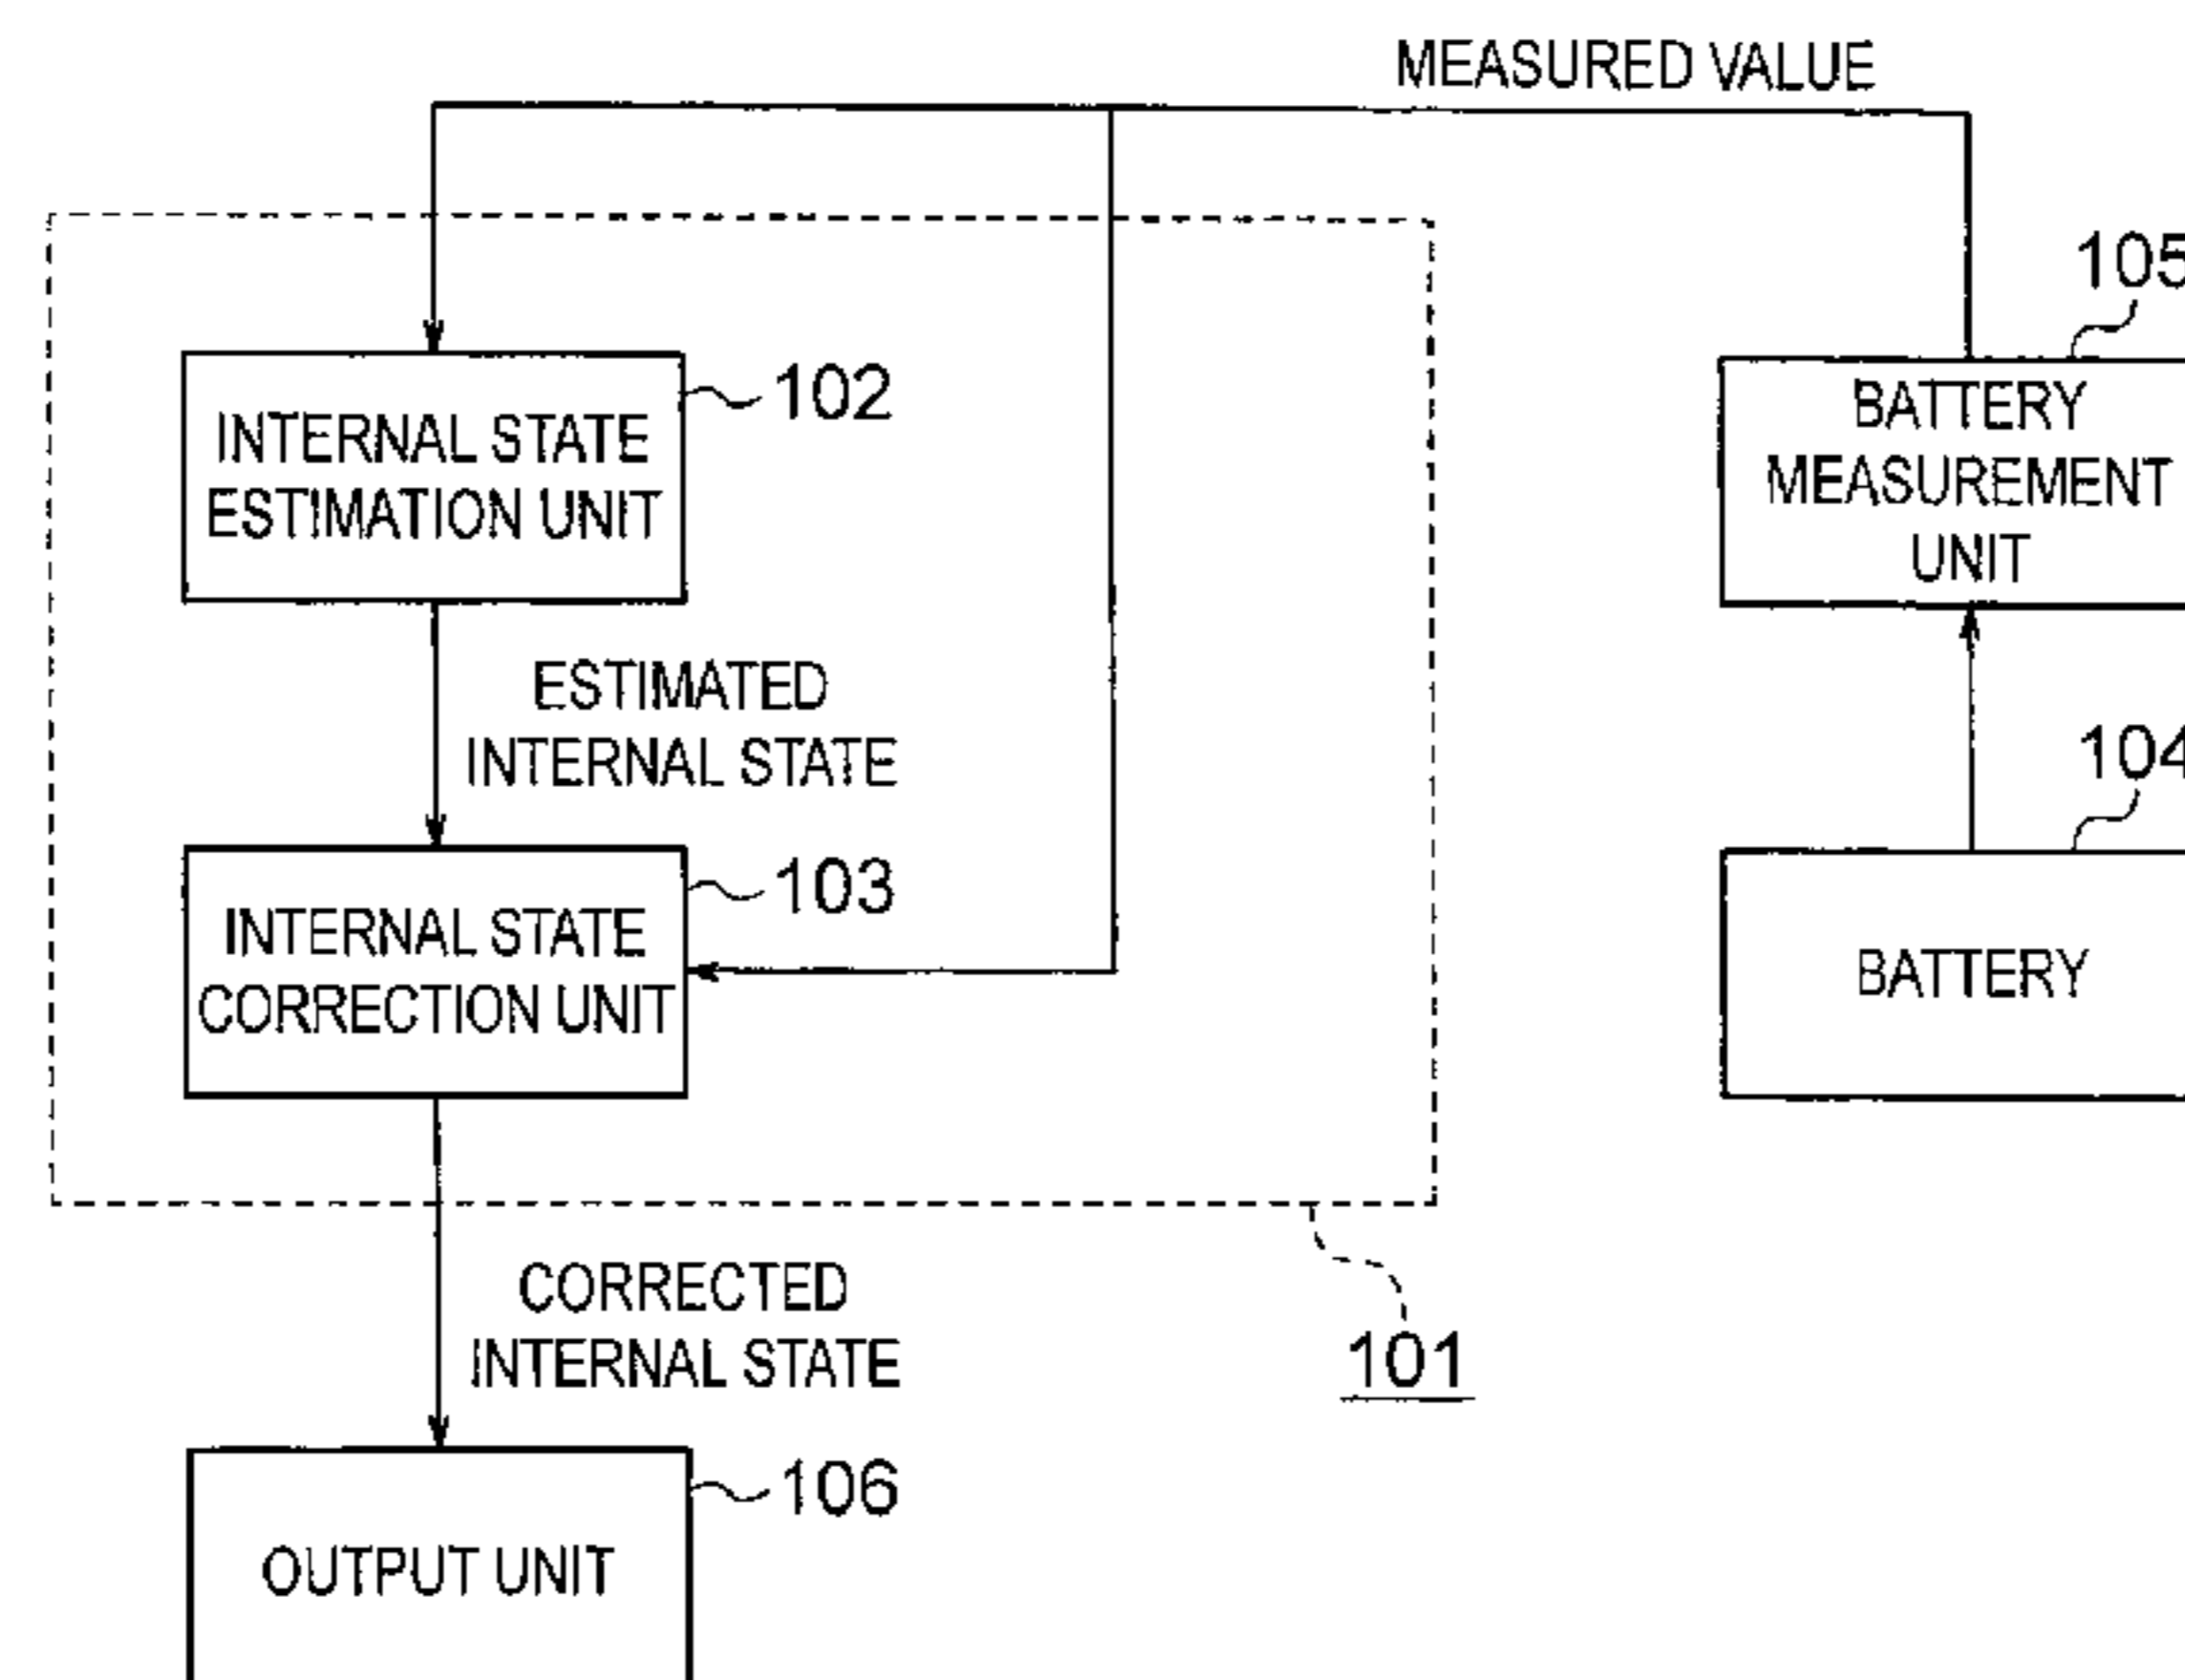 MEASURED VALUE
105
102
INTERNAL STATE
ESTIMATION UNIT
BATTERY
MEASUREMENT
UNIT
ESTIMATED
INTERNAL STATE
104
103
INTERNAL STATE
CORRECTION UNIT
BATTERY
CORRECTED
INTERNAL STATE
101
106
OUTPUT UNIT